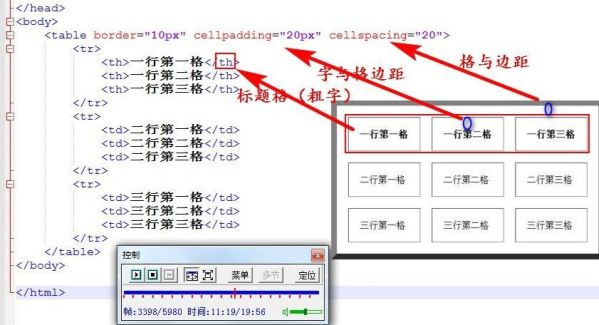 </head>
<body>
<table border="10px" cellpadding="20px" cellspacing="20">
<tr>
<th>一行第一格</th>
<th>一行第二格</th>
<th>一行第三格</th>
</tr>
<tr>
<td>二行第一格</td>
<td>二行第二格</td>
<td>二行第三格</td>
</tr>
<tr>
<td>三行第一格</td>
<td>三行第二格</td>
<td>三行第三格</td>
</tr>
</table>
</body>
</html>
字与格边距
格与边距
标题格（粗字）
一行第一格 一行第二格 一行第三格
二行第一格 二行第二格 二行第三格
三行第一格 三行第二格 三行第三格
控制
菜单 多节 定位
帧:3398/5980 时间:11:19/19:56